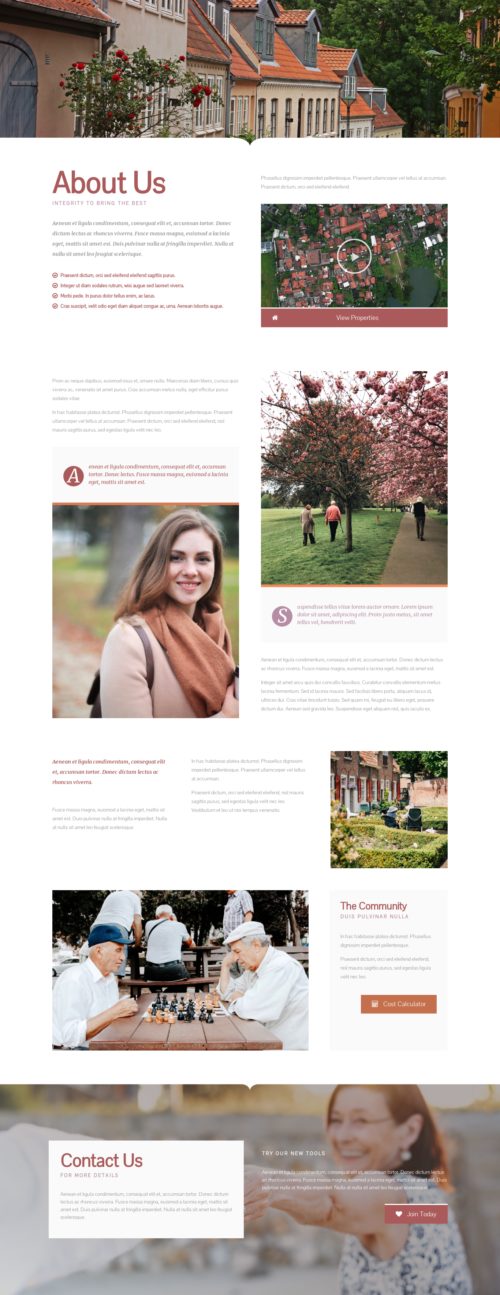 About Us
INTEGRITY TO BRING THE BEST
Aenean et ligula condimentum, consequat elit et, accumsan tortor. Donec
dictum lectus ac rhoncus viverra. Fusce massa magna, euismod a lacinia
eget, mattis sit amet est. Duis pulvinar nulla at fringilla imperdiet. Nulla at
nulla sit amet leo feugiat scelerisque.
Praesent dictum, orci sed eleifend eleifend sagittis purus.
Integer ut diam sodales rutrum, wisi augue sed laoreet viverra.
Morbi pede. In purus dolor tellus enim, ac lacus.
Cras suscipit, velit odio eget diam aliquet congue ac, urna. Aenean lobortis augue.
Phasellus dignissim imperdiet pellentesque. Praesent ullamcorper vel tellus at accumsan.
Praesent dictum, orci sed eleifend eleifend
View Properties
Proin ac neque dapibus, euismod risus et, ornare nulla. Maecenas diam libero, cursus quis
viverra ac, venenatis sit amet purus. Cras accumsan metus nulla, eget efficitur purus
sodales vitae.
In hac habitasse platea dictumst. Phasellus dignissim imperdiet pellentesque. Praesent
ullamcorper vel tellus at accumsan. Praesent dictum, orci sed eleifend eleifend, nisl
mauris sagittis purus, sed egestas ligula velit nec leo.
A
enean et ligula condimentum, consequat elit et, accumsan
tortor. Donec lectus. Fusce massa magna, euismod a lacinia
eget, mattis sit amet est.
S
uspendisse tellus vitae lorem auctor ornare. Lorem ipsum
dolor sit amet, adipiscing elit. Proin justo metus, sit amet
tellus vel, hendrerit velit.
Aenean et ligula condimentum, consequat elit et, accumsan tortor. Donec dictum lectus
ac rhoncus viverra. Fusce massa magna, euismod a lacinia eget, mattis sit amet est.
Integer sit amet arcu quis dui convallis faucibus. Curabitur convallis elementum metus
lacinia fermentum. Sed id lacinia mauris. Sed facilisis libero porta, aliquam lacus id,
ultricies dui. Cras vitae tincidunt turpis. Sed quam mi, feugiat eu libero eget, posuere
dictum dui. Aenean sed gravida leo. Suspendisse eget aliquam nisl, quis iaculis ex.
Aenean et ligula condimentum, consequat elit
et, accumsan tortor. Donec dictum lectus ac
rhoncus viverra.
Fusce massa magna, euismod a lacinia eget, mattis sit
amet est. Duis pulvinar nulla at fringilla imperdiet. Nulla
at nulla sit amet leo feugiat scelerisque.
In hac habitasse platea dictumst. Phasellus dignissim
imperdiet pellentesque. Praesent ullamcorper vel tellus
at accumsan.
Praesent dictum, orci sed eleifend eleifend, nisl mauris
sagittis purus, sed egestas ligula velit nec leo.
Vestibulum et leo ut nisi tempus venenatis.
The Community
DUIS PULVINAR NULLA
In hac habitasse platea dictumst. Phasellus
dignissim imperdiet pellentesque.
Praesent dictum, orci sed eleifend eleifend,
nisl mauris sagittis purus, sed egestas ligula
velit nec leo.
Cost Calculator
Contact Us
FOR MORE DETAILS
Aenean et ligula condimentum, consequat elit et, accumsan tortor. Donec dictum
lectus ac rhoncus viverra. Fusce massa magna, euismod a lacinia eget, mattis sit
amet est. Duis pulvinar nulla at fringilla imperdiet. Nulla at nulla sit amet leo feugiat
scelerisque.
TRY OUR NEW TOOLS
Aenean et ligula condimentum, consequat elit et, accumsan tortor. Donec dictum lectus
ac rhoncus viverra. Fusce massa magna, euismod a lacinia eget, mattis sit amet est. Duis
pulvinar nulla at fringilla imperdiet. Nulla at nulla sit amet leo feugiat scelerisque.
Join Today